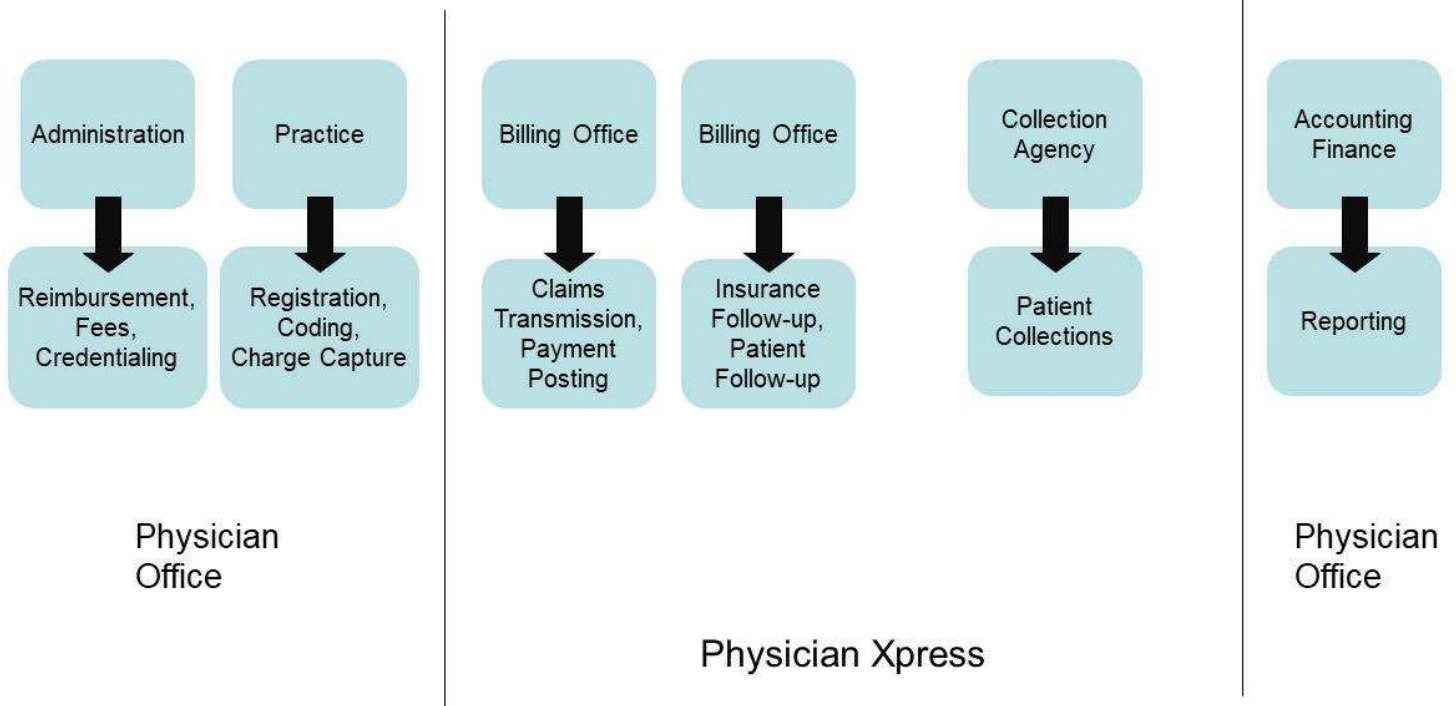 Administration
Reimbursement,
Fees,
Credentialing
Practice
Registration,
Coding,
Charge Capture
Physician
Office
Billing Office
Claims
Transmission,
Payment
Posting
Billing Office
Insurance
Follow-up,
Patient
Follow-up
Collection
Agency
Patient
Collections
Physician Xpress
Accounting
Finance
Reporting
Physician
Office